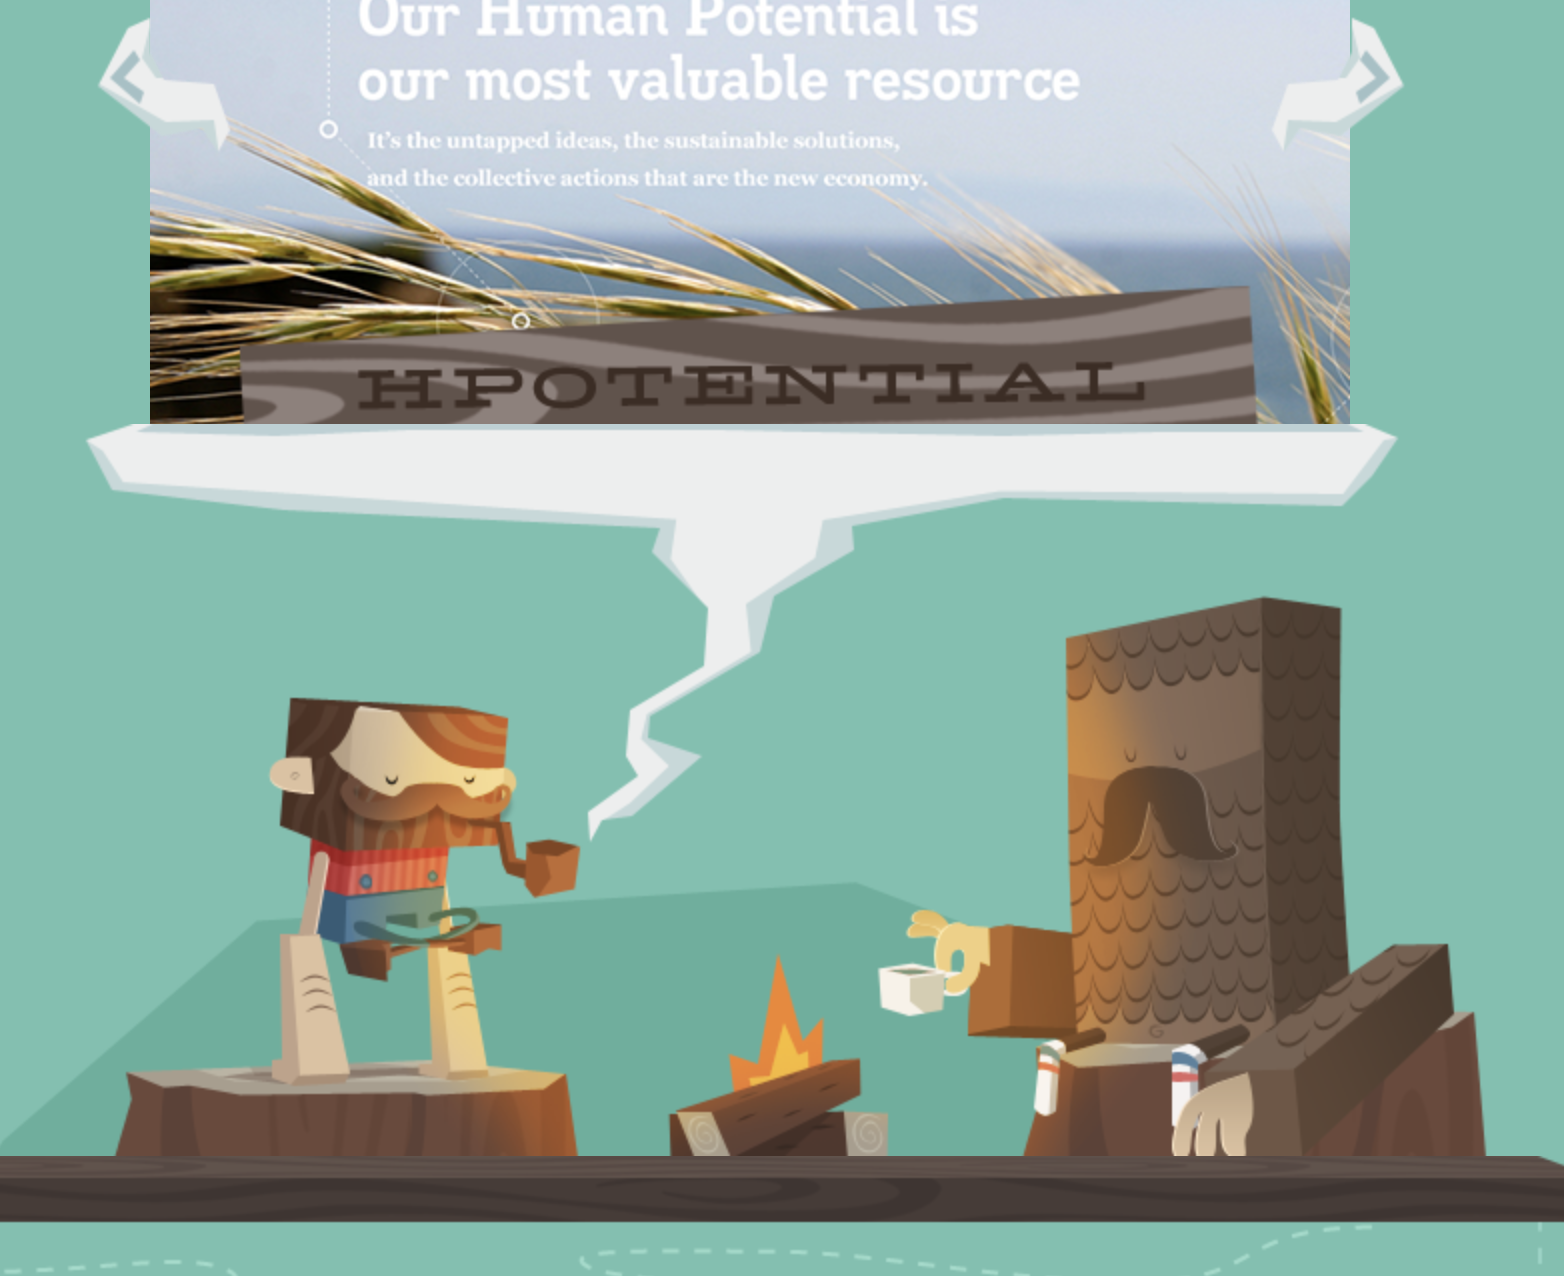 Our Human Potential is
our most valuable resource
It's the untapped ideas, the sustainable solutions,
and the collective actions that are the new economy.
HPOTENTIAL